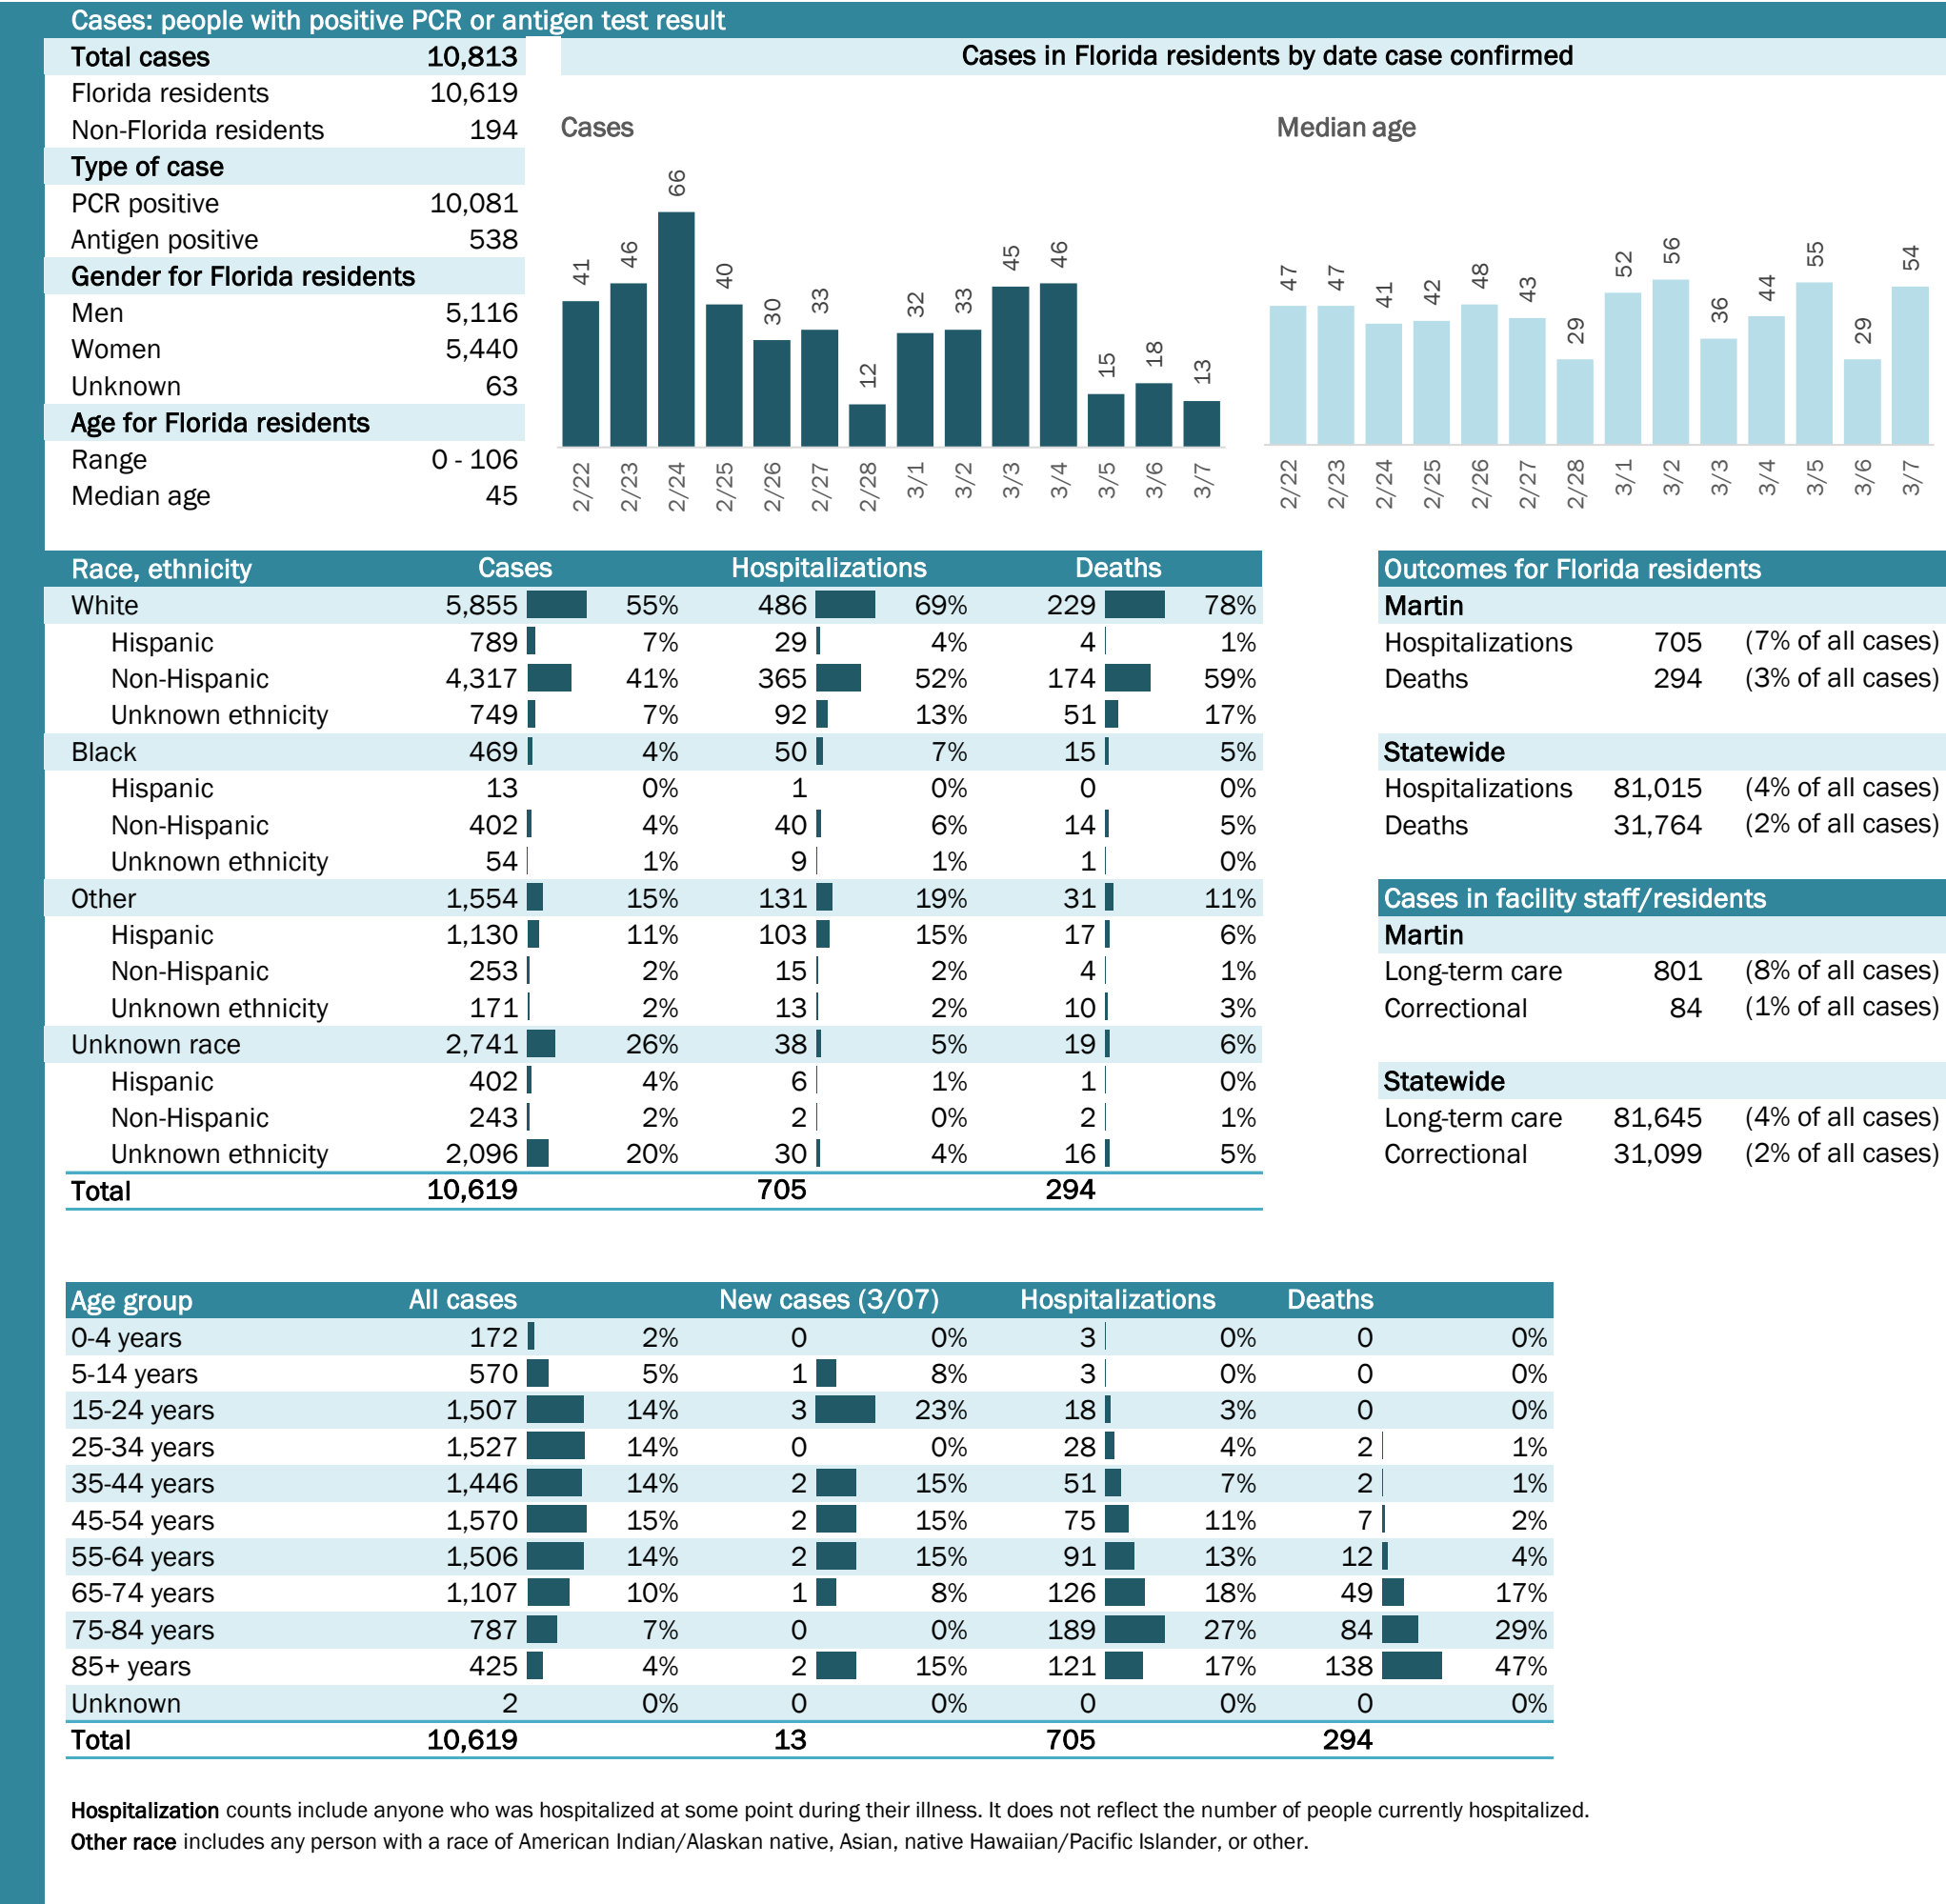 Cases: people with positive PCR or antigen test result
Total cases 10,813
Florida residents 10,619
Non-Florida residents 194
Type of case
PCR positive 10,081
Antigen positive 538
Gender for Florida residents
Men 5,116
Women 5,440
Unknown 63
Age for Florida residents
Range 0 - 106
Median age 45
Cases in Florida residents by date case confirmed
Cases
41 46 66 40 30 33 12 32 33 45 46 15 18 13
2/22 2/23 2/24 2/25 2/26 2/27 2/28 3/1 3/2 3/3 3/4 3/5 3/6 3/7
Median age
47 47 41 42 48 43 29 52 56 36 44 55 29 54
2/22 2/23 2/24 2/25 2/26 2/27 2/28 3/1 3/2 3/3 3/4 3/5 3/6 3/7
Race, ethnicity Cases Hospitalizations Deaths
White 5,855 55% 486 69% 229 78%
Hispanic 789 7% 29 4% 4 1%
Non-Hispanic 4,317 41% 365 52% 174 59%
Unknown ethnicity 749 7% 92 13% 51 17%
Black 469 4% 50 7% 15 5%
Hispanic 13 0% 1 0% 0 0%
Non-Hispanic 402 4% 40 6% 14 5%
Unknown ethnicity 54 1% 9 1% 1 0%
Other 1,554 15% 131 19% 31 11%
Hispanic 1,130 11% 103 15% 17 6%
Non-Hispanic 253 2% 15 2% 4 1%
Unknown ethnicity 171 2% 13 2% 10 3%
Unknown race 2,741 26% 38 5% 19 6%
Hispanic 402 4% 6 1% 1 0%
Non-Hispanic 243 2% 2 0% 2 1%
Unknown ethnicity 2,096 20% 30 4% 16 5%
Total 10,619 705 294
Outcomes for Florida residents
Martin
Hospitalizations 705 (7% of all cases)
Deaths 294 (3% of all cases)
Statewide
Hospitalizations 81,015 (4% of all cases)
Deaths 31,764 (2% of all cases)
Cases in facility staff/residents
Martin
Long-term care 801 (8% of all cases)
Correctional 84 (1% of all cases)
Statewide
Long-term care 81,645 (4% of all cases)
Correctional 31,099 (2% of all cases)
Age group All cases New cases (3/07) Hospitalizations Deaths
0-4 years 172 2% 0 0% 3 0% 0 0%
5-14 years 570 5% 1 8% 3 0% 0 0%
15-24 years 1,507 14% 3 23% 18 3% 0 0%
25-34 years 1,527 14% 0 0% 28 4% 2 1%
35-44 years 1,446 14% 2 15% 51 7% 2 1%
45-54 years 1,570 15% 2 15% 75 11% 7 2%
55-64 years 1,506 14% 2 15% 91 13% 12 4%
65-74 years 1,107 10% 1 8% 126 18% 49 17%
75-84 years 787 7% 0 0% 189 27% 84 29%
85+ years 425 4% 2 15% 121 17% 138 47%
Unknown 2 0% 0 0% 0 0% 0 0%
Total 10,619 13 705 294
Hospitalization counts include anyone who was hospitalized at some point during their illness. It does not reflect the number of people currently hospitalized.
Other race includes any person with a race of American Indian/Alaskan native, Asian, native Hawaiian/Pacific Islander, or other.